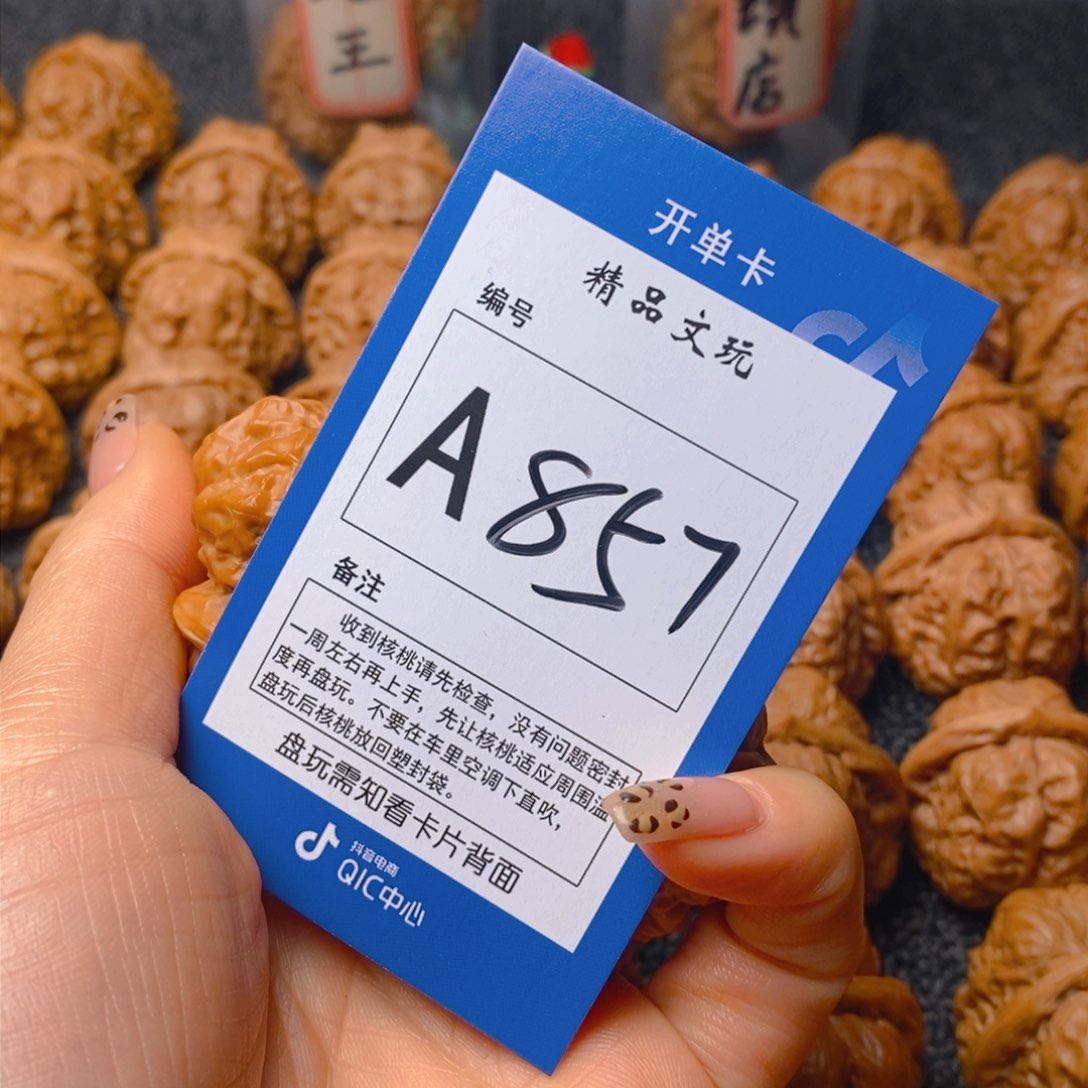 王
店
开单卡
精品文玩
编号
A857
备注
收到核桃请先检查，没有问题密封
一周左右再上手，先让核桃适应周围温
度再盘玩。不要在车里空调下直吹，
盘玩后核桃放回塑封袋。
盘玩需知看卡片背面
抖音电商
QIC中心